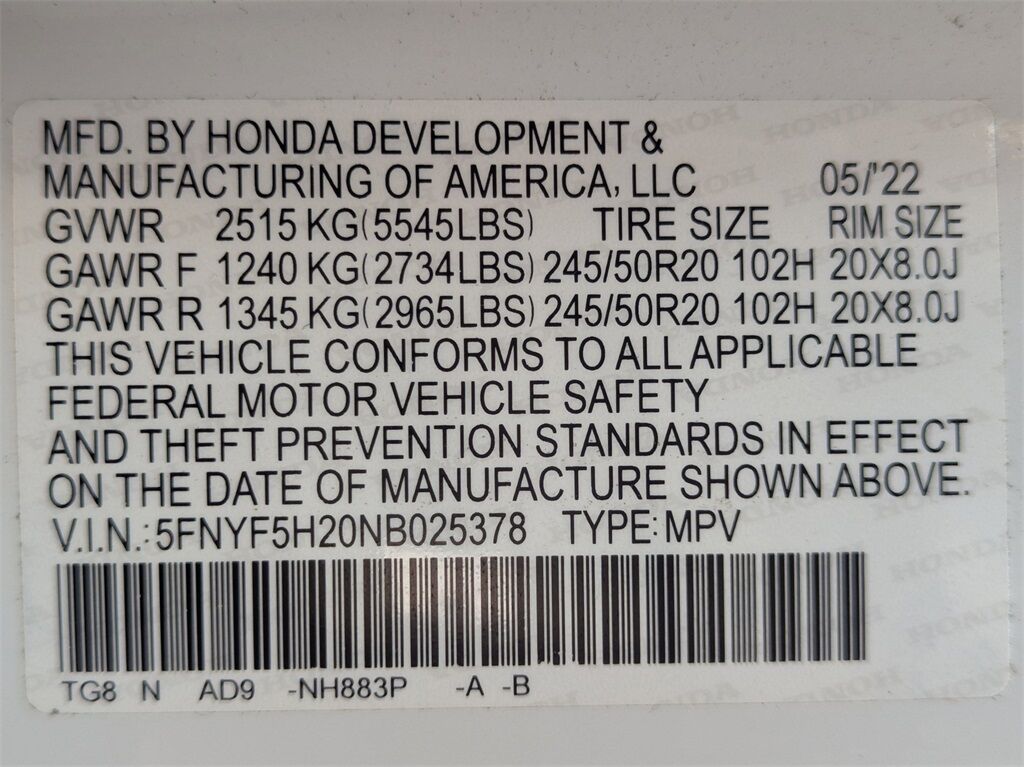 MFD. BY HONDA DEVELOPMENT &
MANUFACTURING OF AMERICA, LLC 05/'22
GVWR 2515 KG(5545LBS) TIRE SIZE RIM SIZE
GAWR F 1240 KG(2734LBS) 245/50R20 102H 20X8.0J
GAWR R 1345 KG(2965LBS) 245/50R20 102H 20X8.0J
THIS VEHICLE CONFORMS TO ALL APPLICABLE
FEDERAL MOTOR VEHICLE SAFETY
AND THEFT PREVENTION STANDARDS IN EFFECT
ON THE DATE OF MANUFACTURE SHOWN ABOVE.
V.I.N.:5FNYF5H20NB025378 TYPE:MPV
TG8 N AD9 -NH883P -A -B